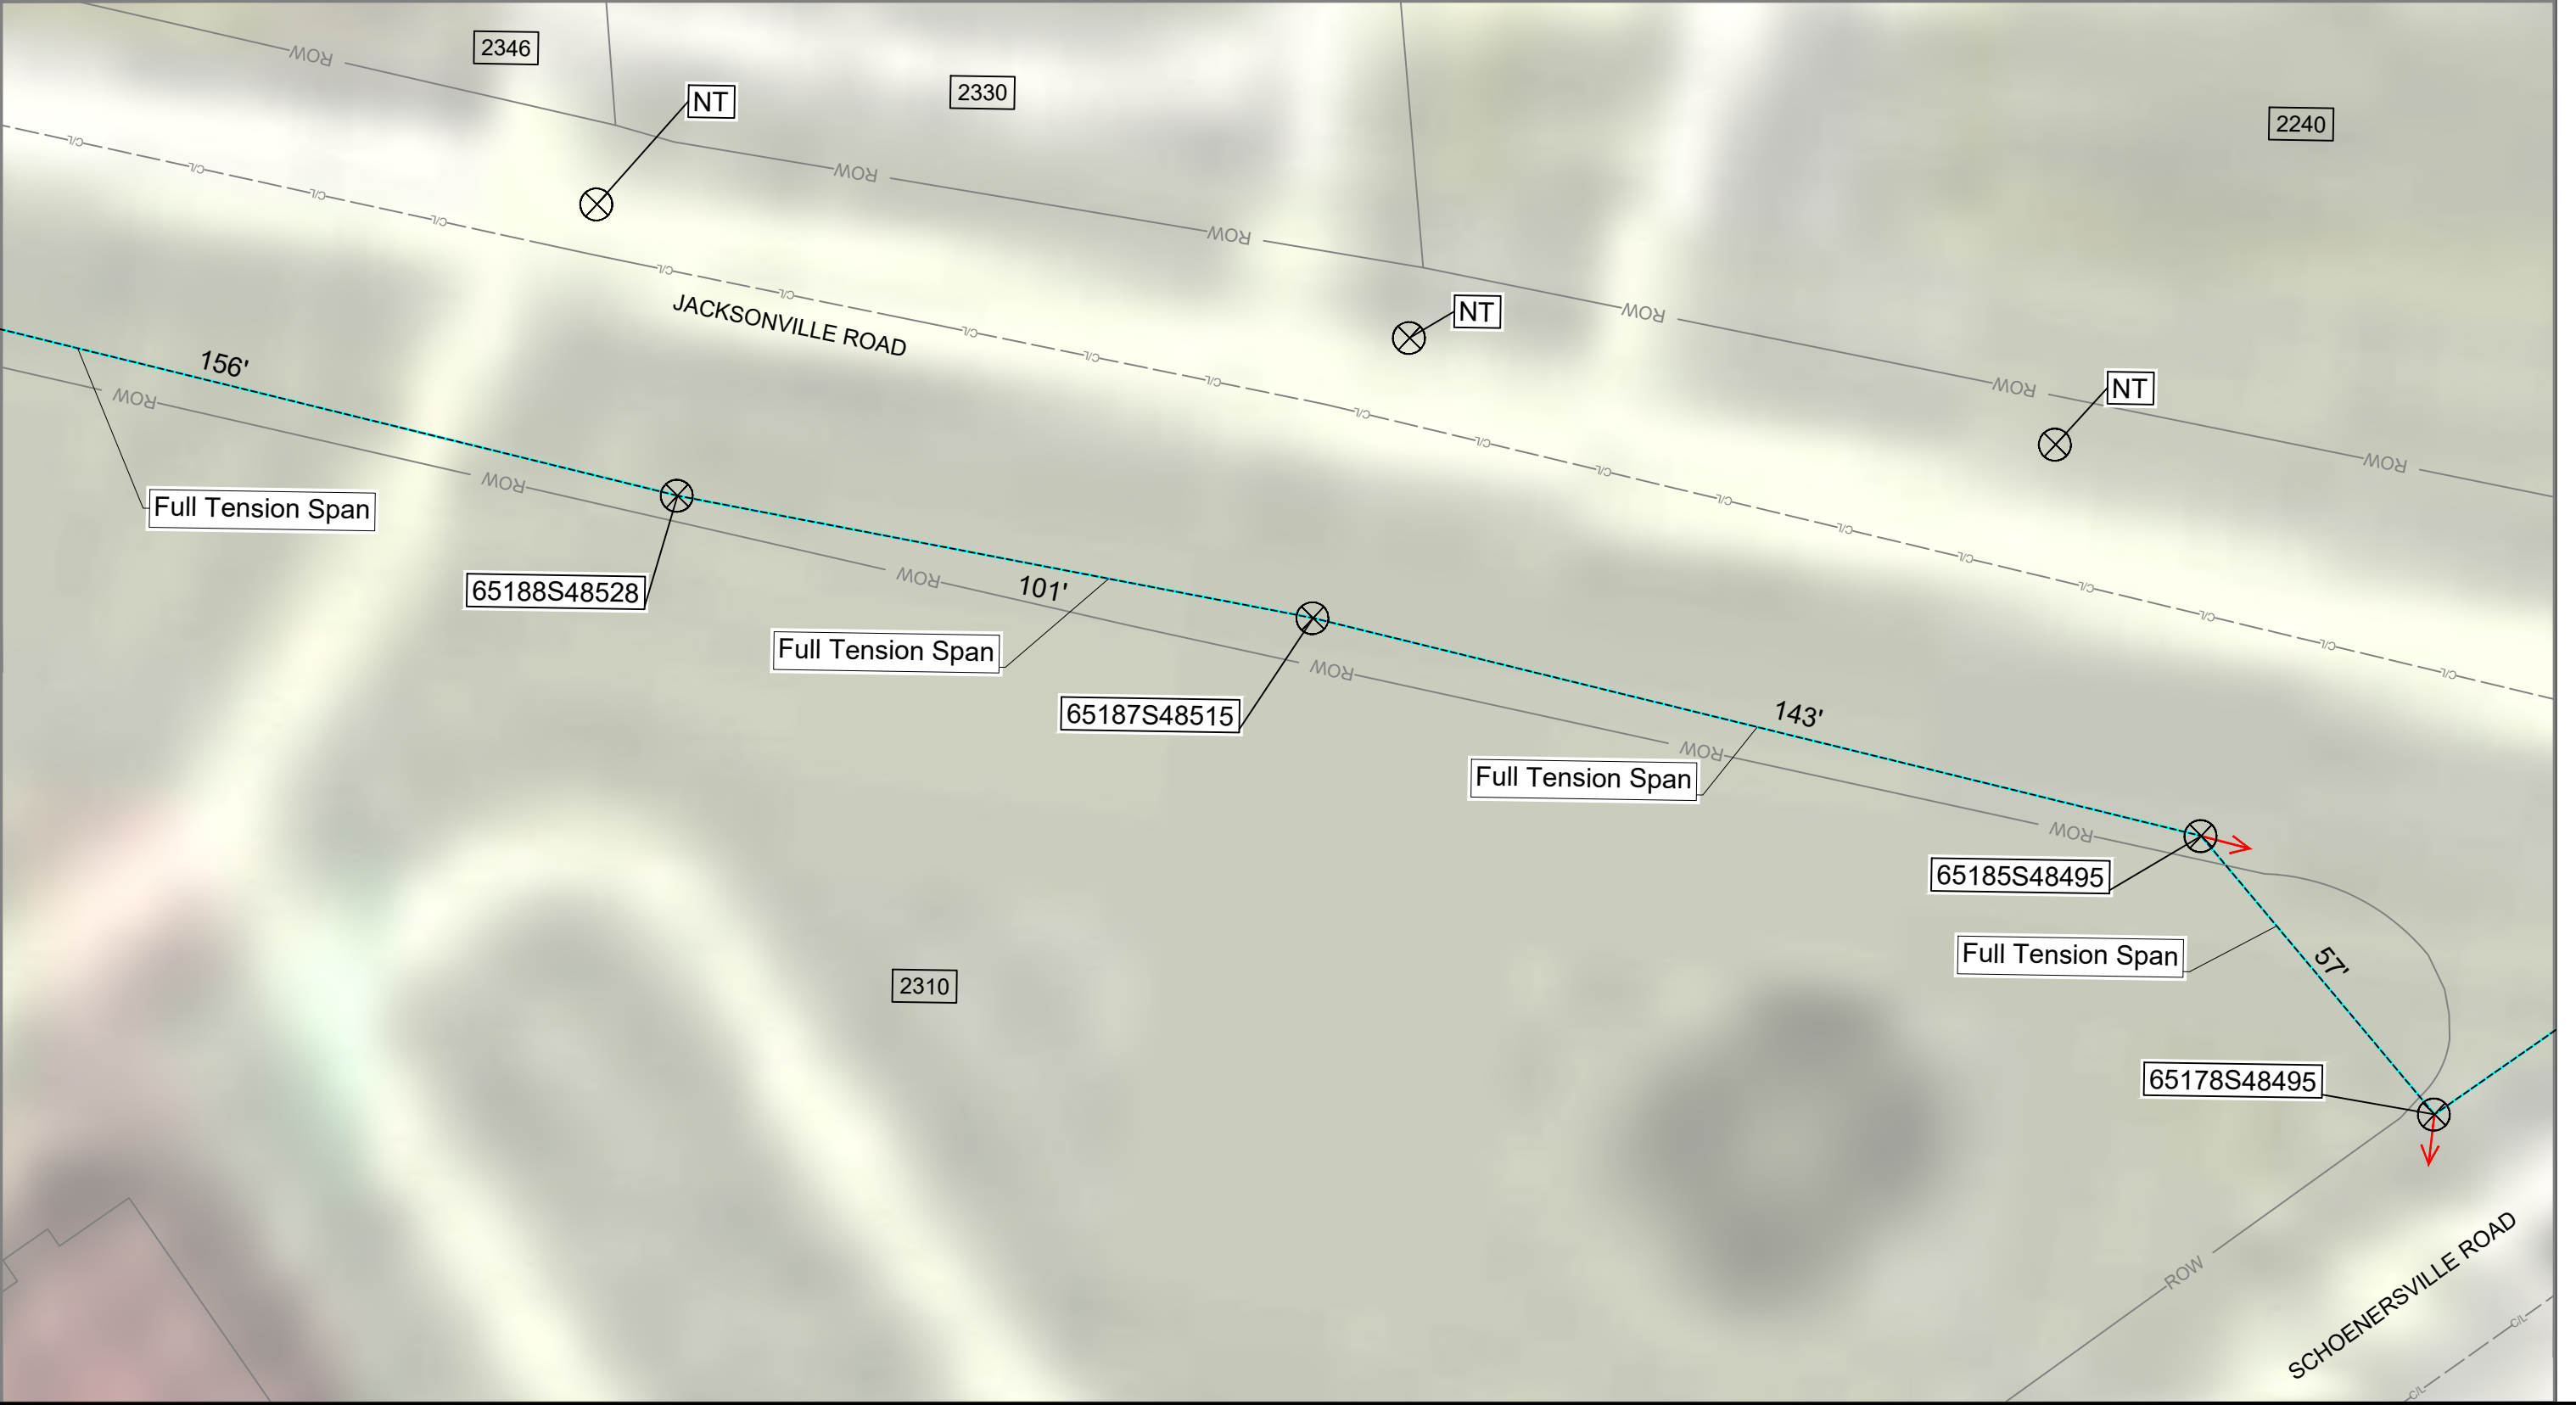 2346
ROW
NT
2330
2240
C/L
C/L
C/L
C/L
ROW
ROW
C/L
C/L
JACKSONVILLE ROAD
C/L
C/L
C/L
NT
ROW
ROW
NT
ROW
C/L
C/L
C/L
C/L
C/L
C/L
C/L
C/L
C/L
C/L
156'
ROW
Full Tension Span
ROW
65188S48528
101'
ROW
Full Tension Span
65187S48515
ROW
143'
ROW
Full Tension Span
ROW
65185S48495
Full Tension Span
57'
2310
65178S48495
ROW
SCHOENERSVILLE ROAD
C/L
C/L